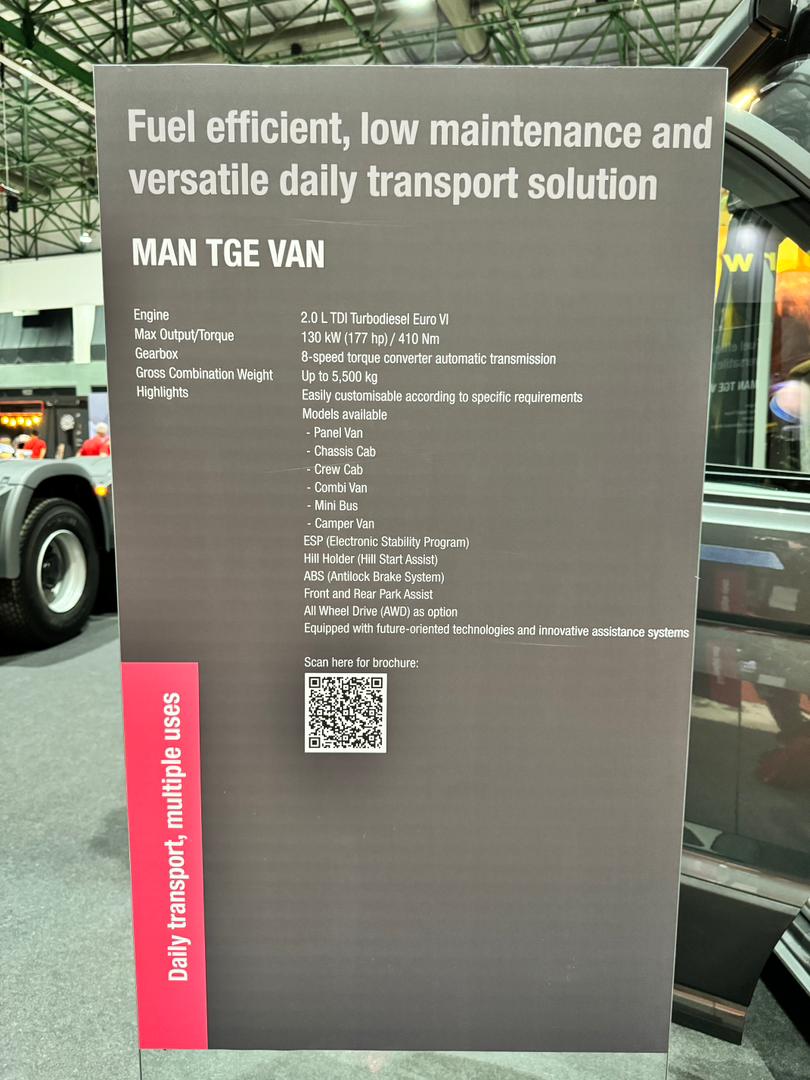 Fuel efficient, low maintenance and
versatile daily transport solution
MAN TGE VAN
Engine 2.0 L TDI Turbodiesel Euro VI
Max Output/Torque 130 kW (177 hp) / 410 Nm
Gearbox 8-speed torque converter automatic transmission
Gross Combination Weight Up to 5,500 kg
Highlights Easily customisable according to specific requirements
Models available
- Panel Van
- Chassis Cab
- Crew Cab
- Combi Van
- Mini Bus
- Camper Van
ESP (Electronic Stability Program)
Hill Holder (Hill Start Assist)
ABS (Antilock Brake System)
Front and Rear Park Assist
All Wheel Drive (AWD) as option
Equipped with future-oriented technologies and innovative assistance systems
Scan here for brochure:
Daily transport, multiple uses